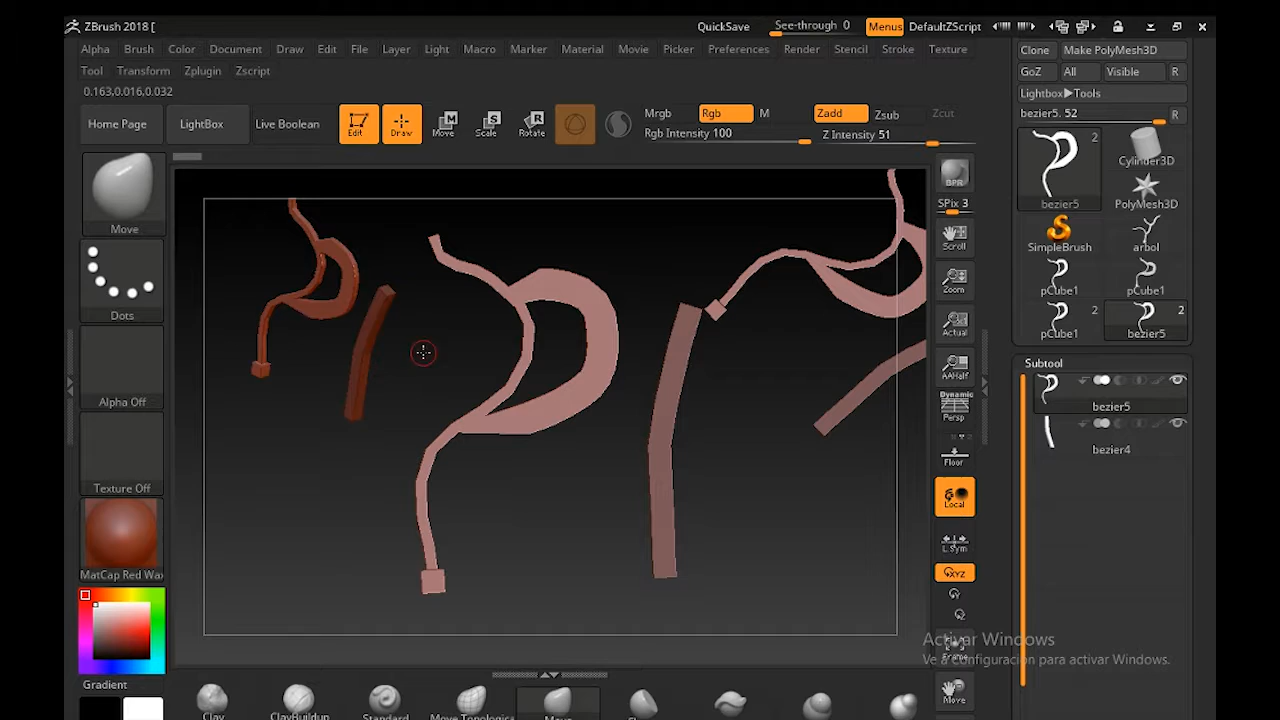 ZBrush 2018 [
QuickSave
See-through 0
Menus
DefaultZScript
Alpha Brush Color Document Draw Edit File Layer Light Macro Marker Material Movie Picker Preferences Render Stencil Stroke Texture
Tool Transform Zplugin Zscript
0.163,0.016,0.032
Home Page
LightBox
Live Boolean
Edit
Draw
Move
Scale
Rotate
Mrgb
Rgb
M
Rgb Intensity 100
Zadd
Zsub
Zcut
Z Intensity 51
Move
Dots
Alpha Off
Texture Off
MatCap Red Wax
Gradient
BPR
SPix 3
Scroll
Zoom
Actual
AAHalf
Dynamic
Persp
Floor
Local
L.Sym
XYZ
Frame
Move
Clone
Make PolyMesh3D
GoZ
All
Visible
R
Lightbox▶Tools
bezier5. 52
R
2
bezier5
Cylinder3D
PolyMesh3D
SimpleBrush
arbol
pCube1
pCube1
2
pCube1
2
bezier5
Subtool
bezier5
bezier4
Activar Windows
Ve a Configuración para activar Windows.
Clay
ClayBuildup
Standard
Move Topological
Move